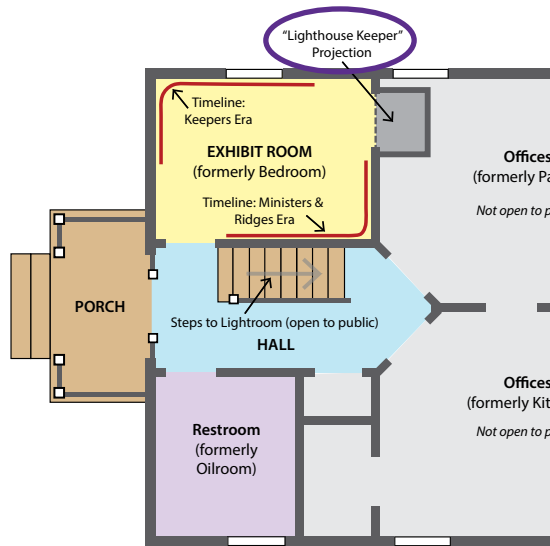 “Lighthouse Keeper”
Projection
Timeline:
Keepers Era
EXHIBIT ROOM
(formerly Bedroom)
Timeline: Ministers &
Ridges Era
Offices
(formerly Pa
Not open to p
PORCH
Steps to Lightroom (open to public)
HALL
Restroom
(formerly
Oilroom)
Offices
(formerly Kit
Not open to p